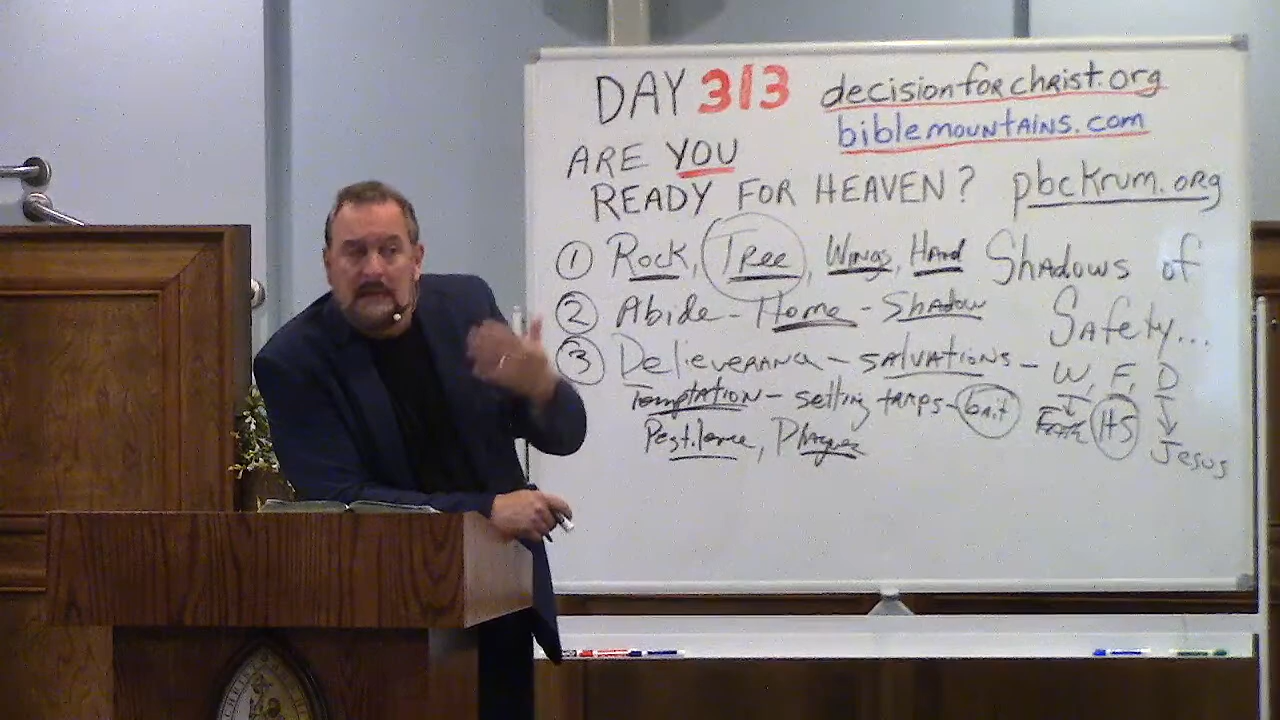 DAY 313 decisionforchrist.org
biblemountains.com
ARE YOU
READY FOR HEAVEN? pbckrum.org
① Rock, Tree, Wings, Hand Shadows of
② Abide - Home - Shadow Safety...
③ Delieverance - SALVATIONS - W, F, D
Temptation - setting traps - bait HS
Pestilence, Plagues Jesus